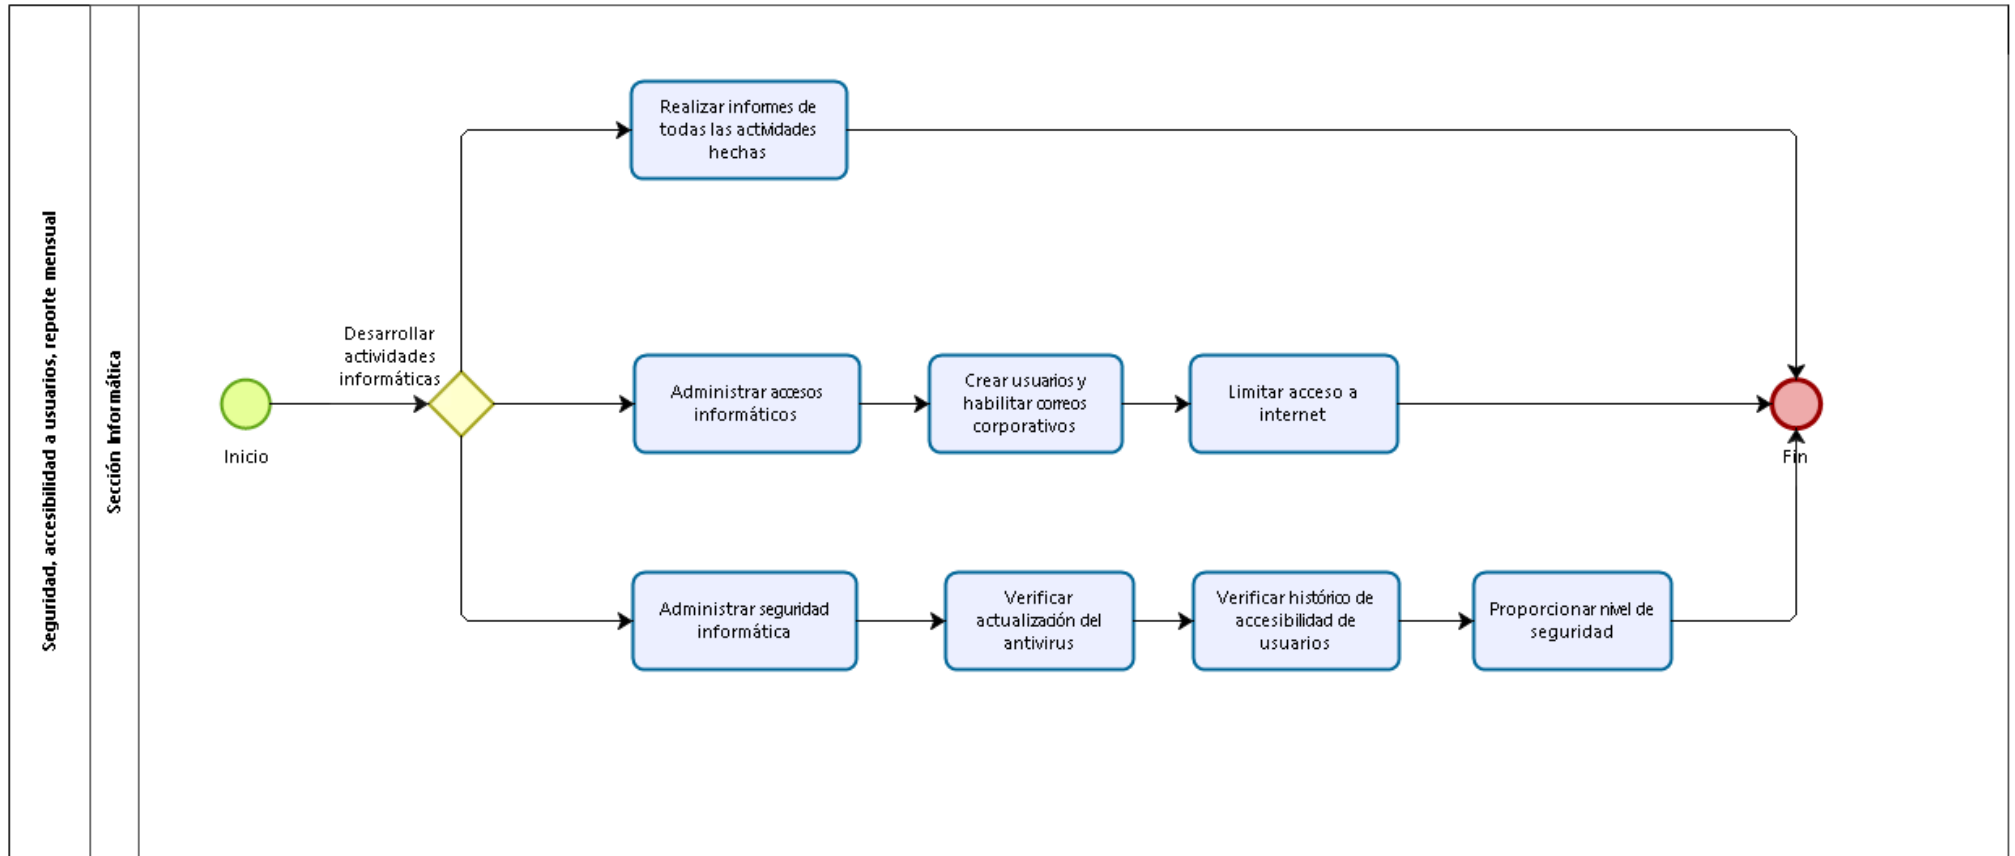 Seguridad, accesibilidad a usuarios, reporte mensual
Sección Informática
Inicio
Desarrollar
actividades
informáticas
Realizar informes de
todas las actividades
hechas
Administrar accesos
informáticos
Crear usuarios y
habilitar correos
corporativos
Limitar acceso a
internet
Fin
Administrar seguridad
informática
Verificar
actualización del
antivirus
Verificar histórico de
accesibilidad de
usuarios
Proporcionar nivel de
seguridad